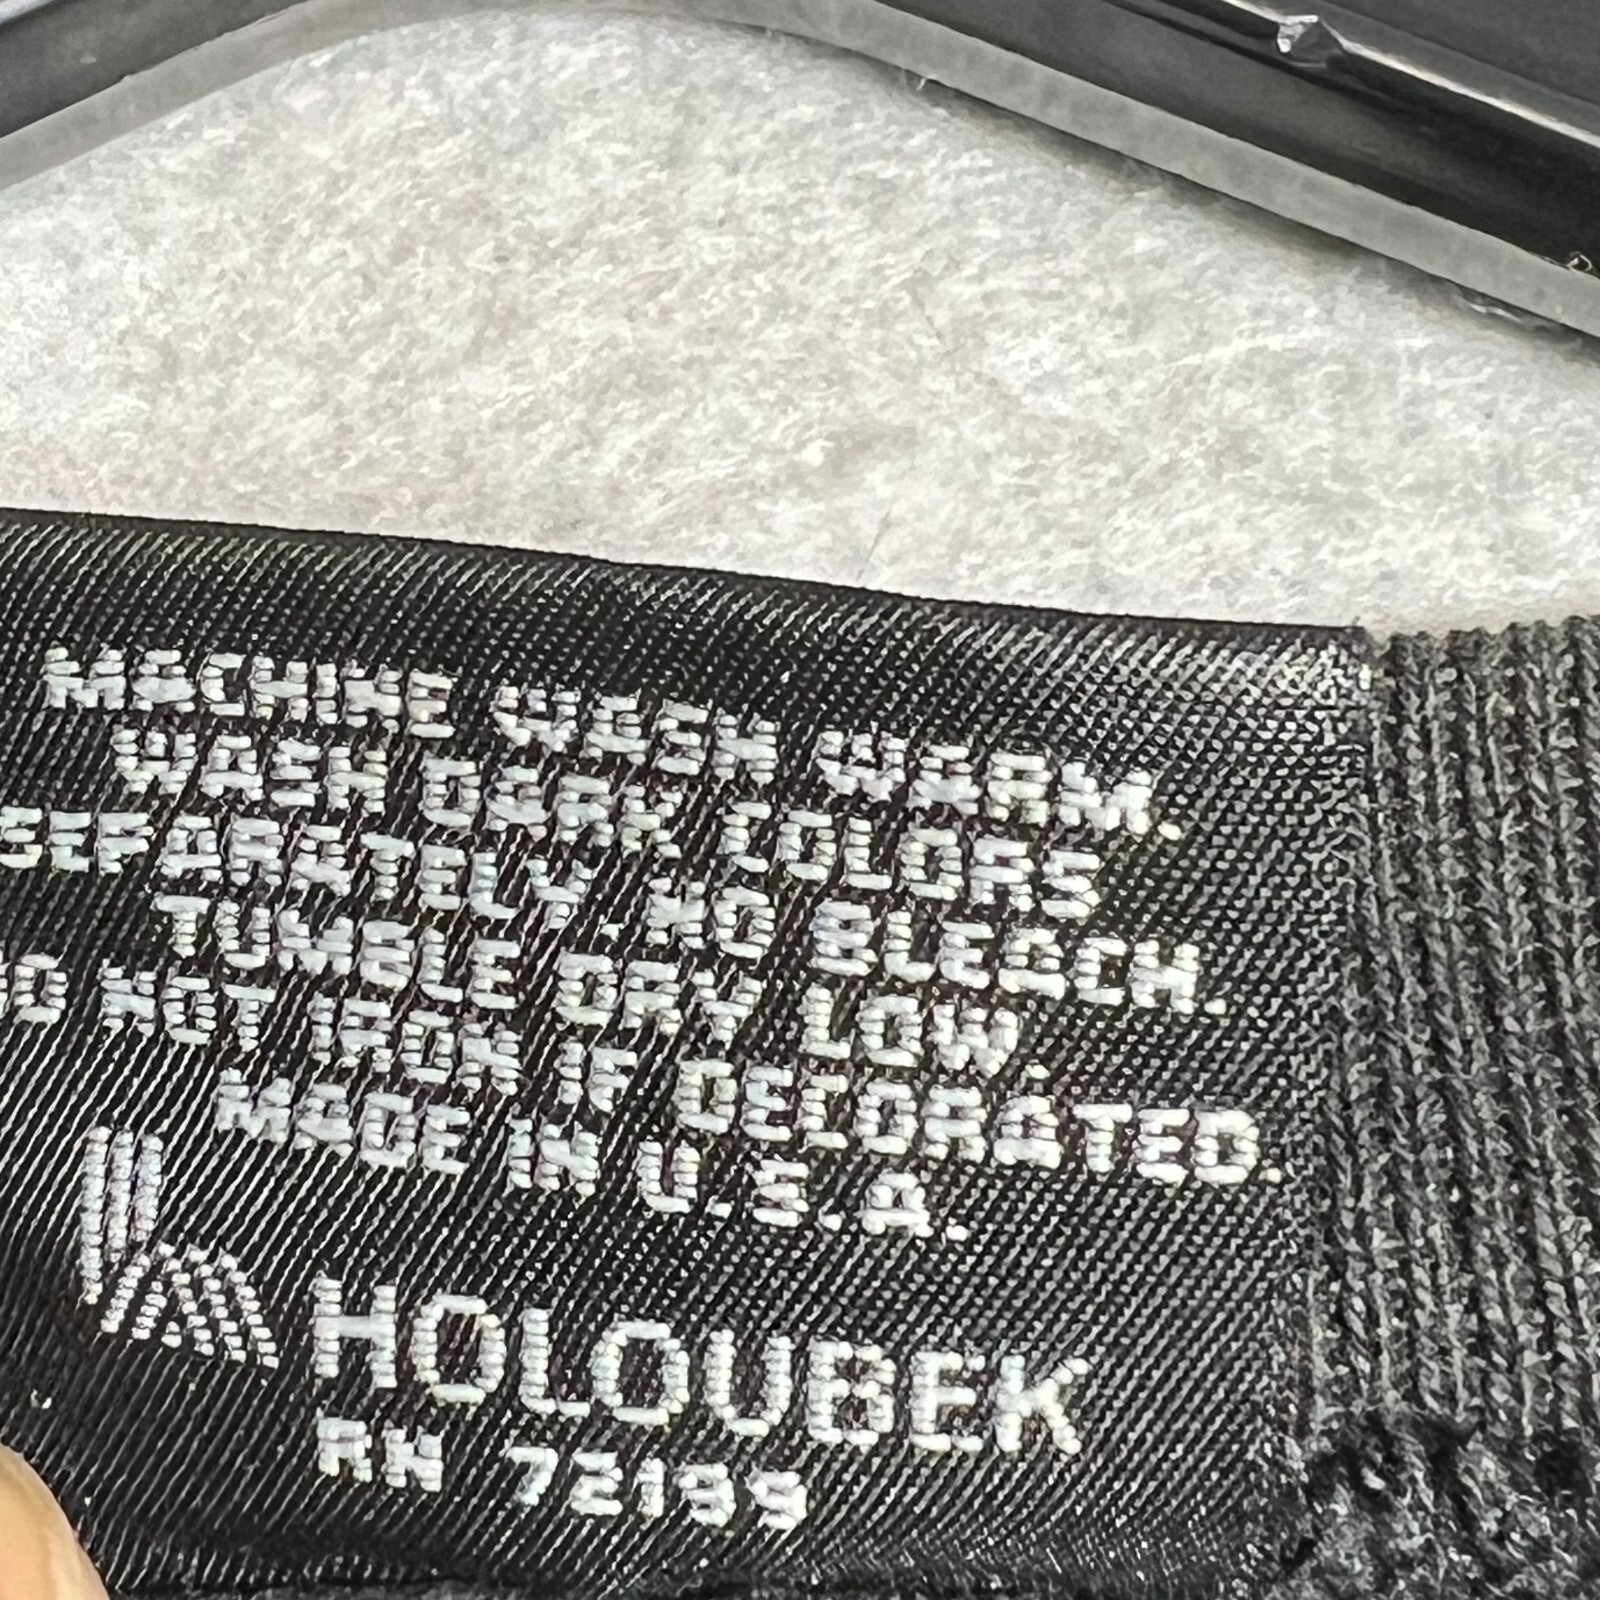 MACHINE WASH WARM.
WASH DARK COLORS
SEPARATELY. NO BLEACH.
TUMBLE DRY LOW.
DO NOT IRON IF DECORATED.
MADE IN U.S.A.
HOLOUBEK
RN 72199